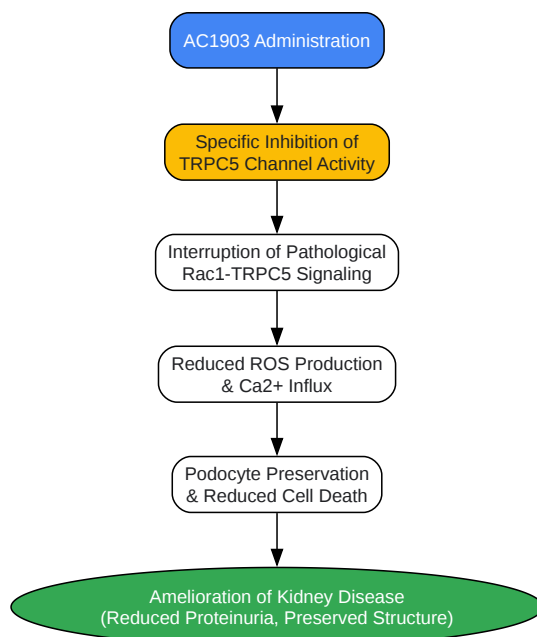 AC1903 Administration
Specific Inhibition of
TRPC5 Channel Activity
Interruption of Pathological
Rac1-TRPC5 Signaling
Reduced ROS Production
& Ca2+ Influx
Podocyte Preservation
& Reduced Cell Death
Amelioration of Kidney Disease
(Reduced Proteinuria, Preserved Structure)